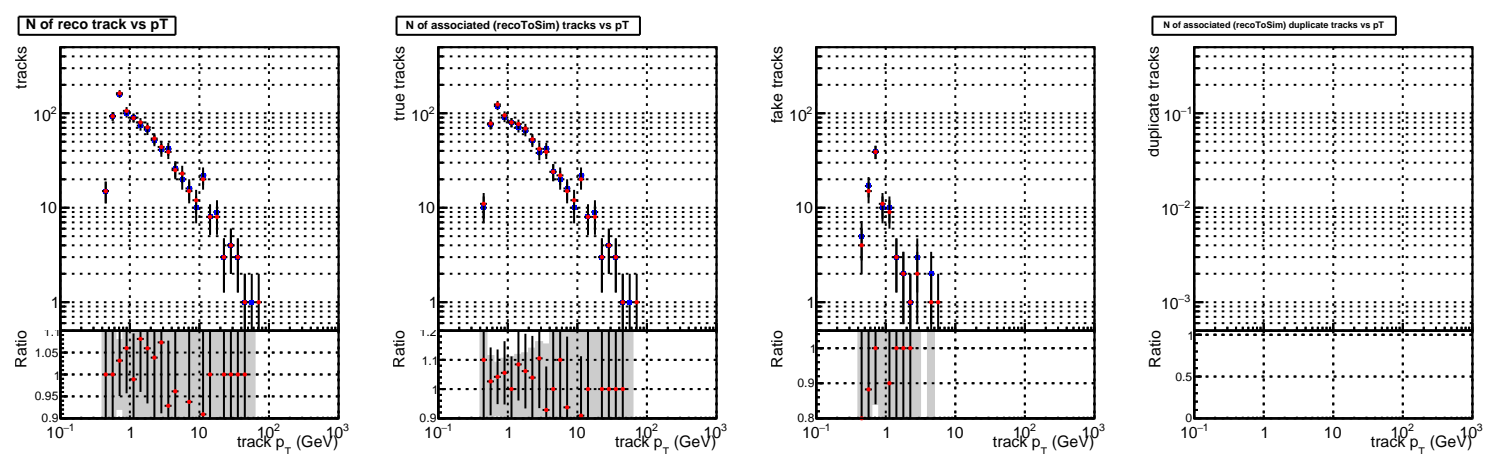 N of reco track vs pT
tracks
10²
10
1
Ratio
1.1
1.05
1
0.95
0.9
10⁻¹ 1 10 10² 10³
track p_T (GeV)
N of associated (recoToSim) tracks vs pT
true tracks
10²
10
1
Ratio
1.2
1.1
1
0.9
10⁻¹ 1 10 10² 10³
track p_T (GeV)
fake tracks
10²
10
1
Ratio
1
0.9
0.8
10⁻¹ 1 10 10² 10³
track p_T (GeV)
N of associated (recoToSim) duplicate tracks vs pT
duplicate tracks
10⁻¹
10⁻²
10⁻³
Ratio
1
0.5
0
10⁻¹ 1 10 10² 10³
track p_T (GeV)